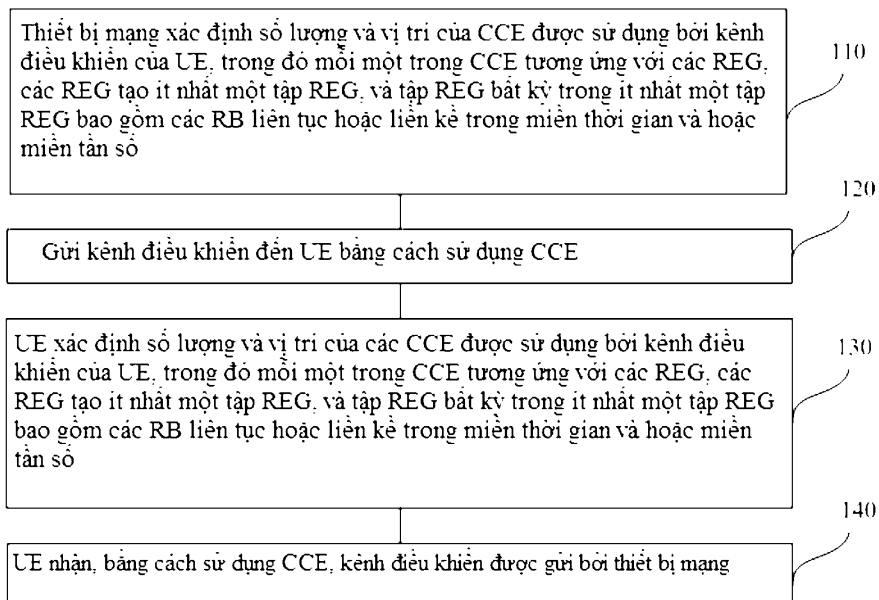 Thiết bị mạng xác định số lượng và vị trí của CCE được sử dụng bởi kênh
điều khiển của UE, trong đó mỗi một trong CCE tương ứng với các REG,
các REG tạo ít nhất một tập REG, và tập REG bất kỳ trong ít nhất một tập
REG bao gồm các RB liên tục hoặc liền kề trong miền thời gian và hoặc
miền tần số
110
120
Gửi kênh điều khiển đến UE bằng cách sử dụng CCE
UE xác định số lượng và vị trí của các CCE được sử dụng bởi kênh điều
khiển của UE, trong đó mỗi một trong CCE tương ứng với các REG, các
REG tạo ít nhất một tập REG, và tập REG bất kỳ trong ít nhất một tập REG
bao gồm các RB liên tục hoặc liền kề trong miền thời gian và hoặc miền
tần số
130
140
UE nhận, bằng cách sử dụng CCE, kênh điều khiển được gửi bởi thiết bị mạng